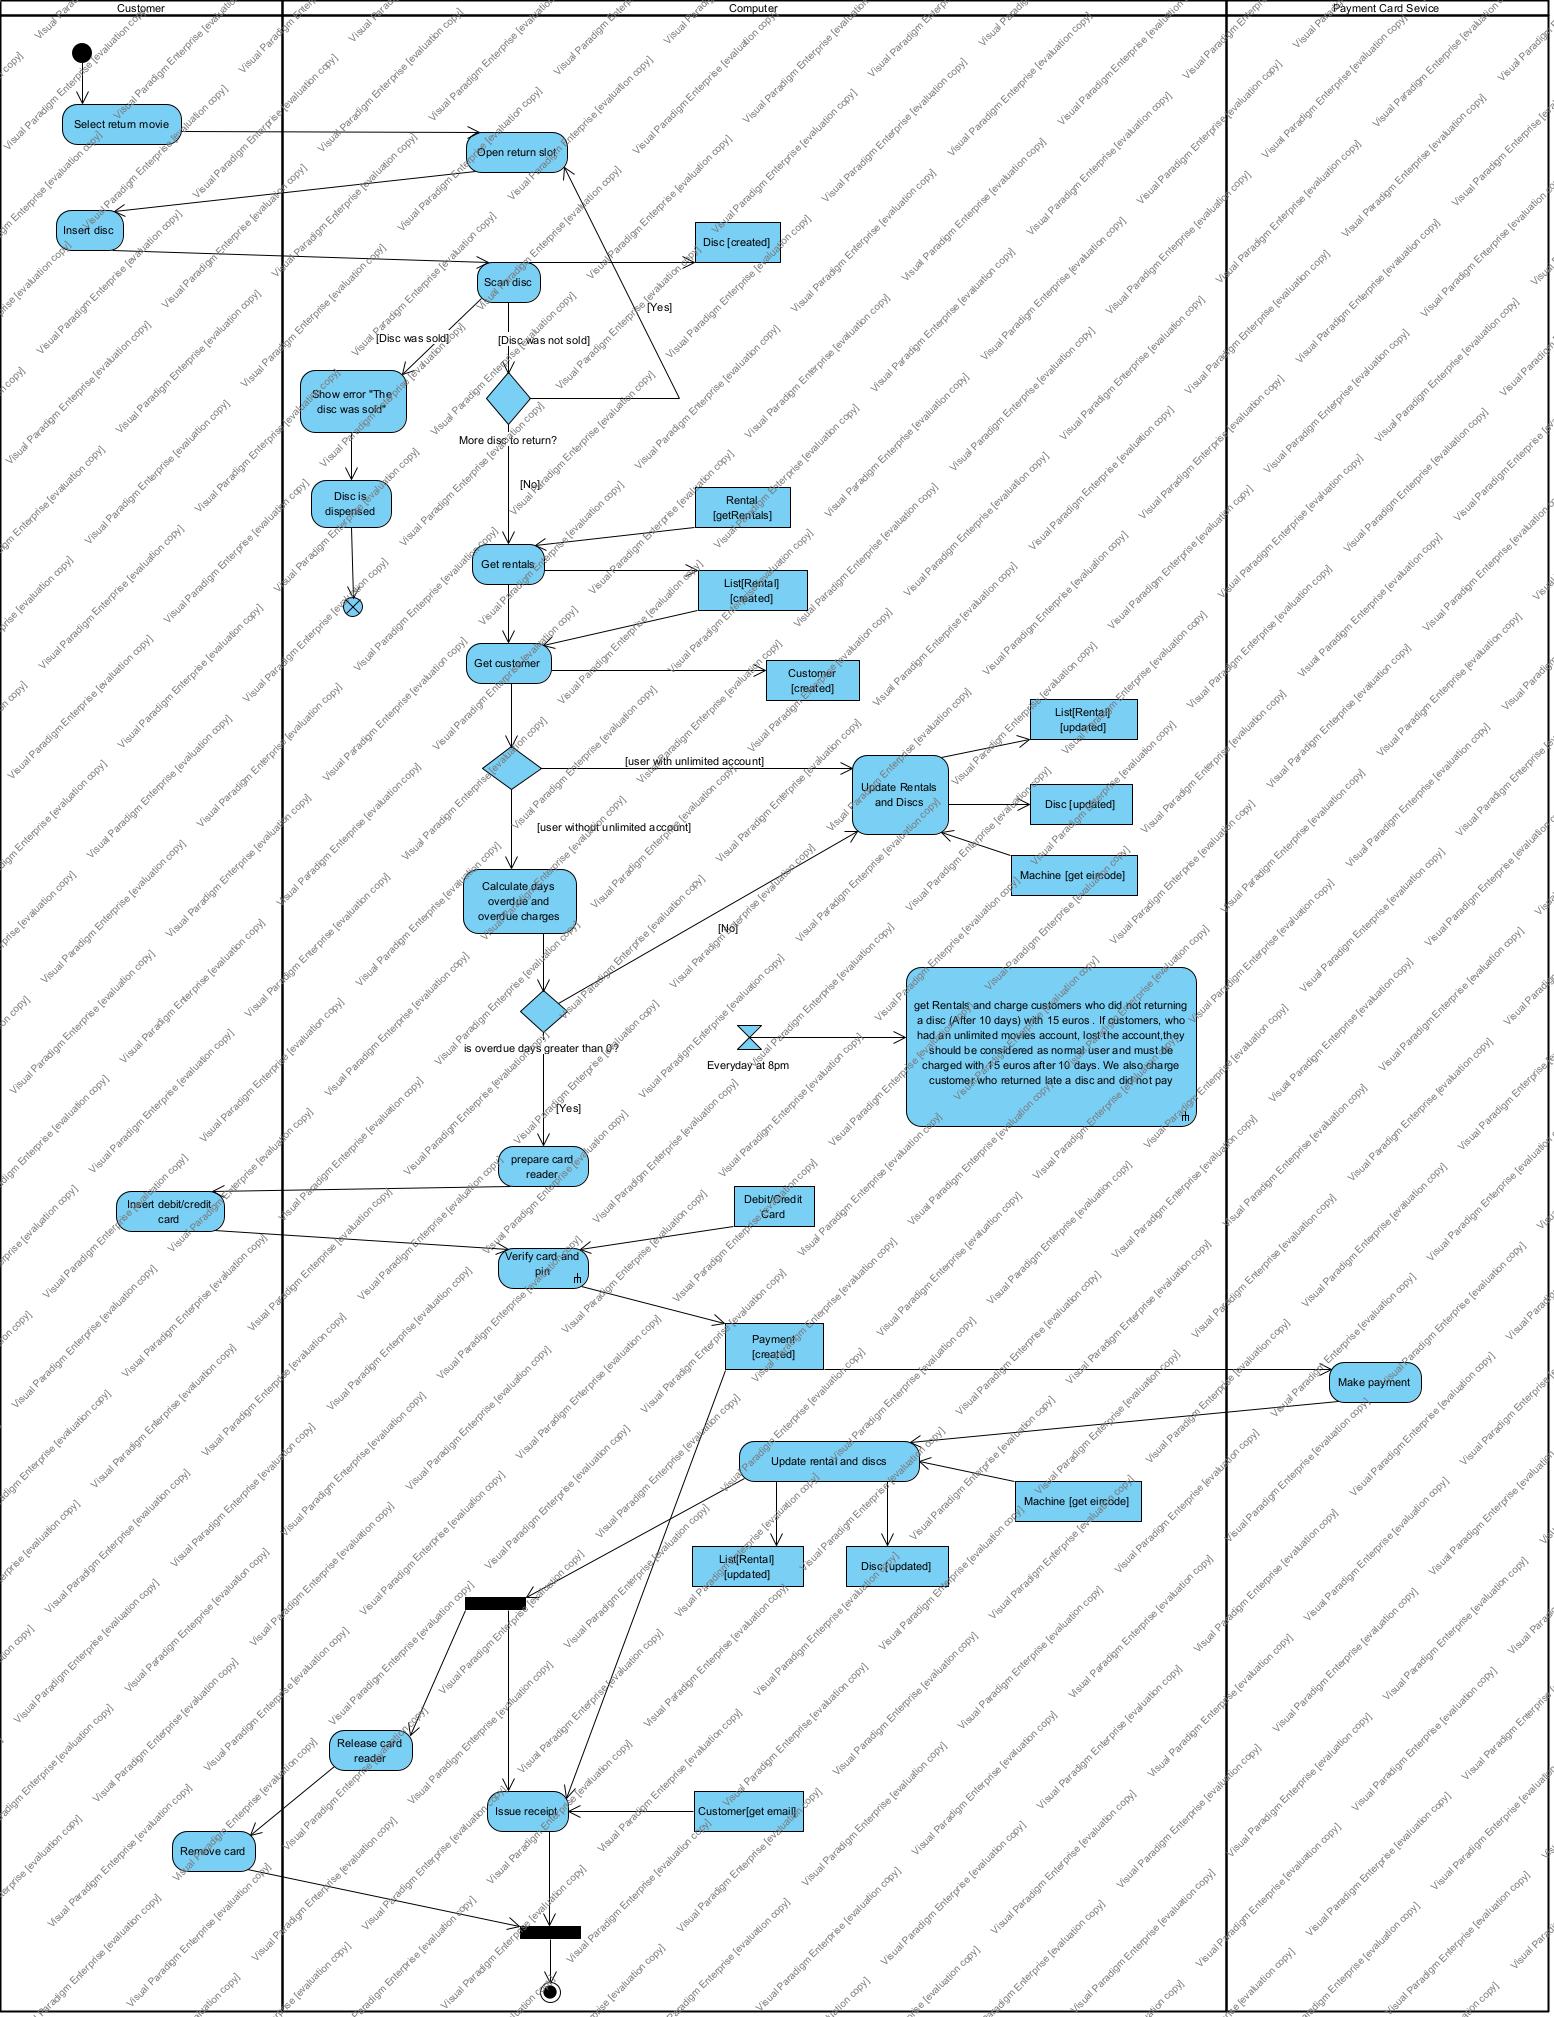 Customer
Computer
Payment Card Sevice
Select return movie
Open return slot
Insert disc
Disc [created]
Scan disc
[Yes]
[Disc was sold]
[Disc was not sold]
Show error "The
disc was sold"
More disc to return?
[No]
Disc is
dispensed
Rental
[getRentals]
Get rentals
List[Rental]
[created]
Get customer
Customer
[created]
List[Rental]
[updated]
[user with unlimited account]
Update Rentals
and Discs
Disc [updated]
[user without unlimited account]
Machine [get eircode]
Calculate days
overdue and
overdue charges
[No]
get Rentals and charge customers who did not returning
a disc (After 10 days) with 15 euros . If customers, who
had an unlimited movies account, lost the account,they
should be considered as normal user and must be
charged with 15 euros after 10 days. We also charge
customer who returned late a disc and did not pay
is overdue days greater than 0?
Everyday at 8pm
[Yes]
prepare card
reader
Insert debit/credit
card
Debit/Credit
Card
Verify card and
pin
Payment
[created]
Make payment
Update rental and discs
Machine [get eircode]
List[Rental]
[updated]
Disc [updated]
Release card
reader
Issue receipt
Customer[get email]
Remove card
Visual Paradigm Enterprise [evaluation copy]